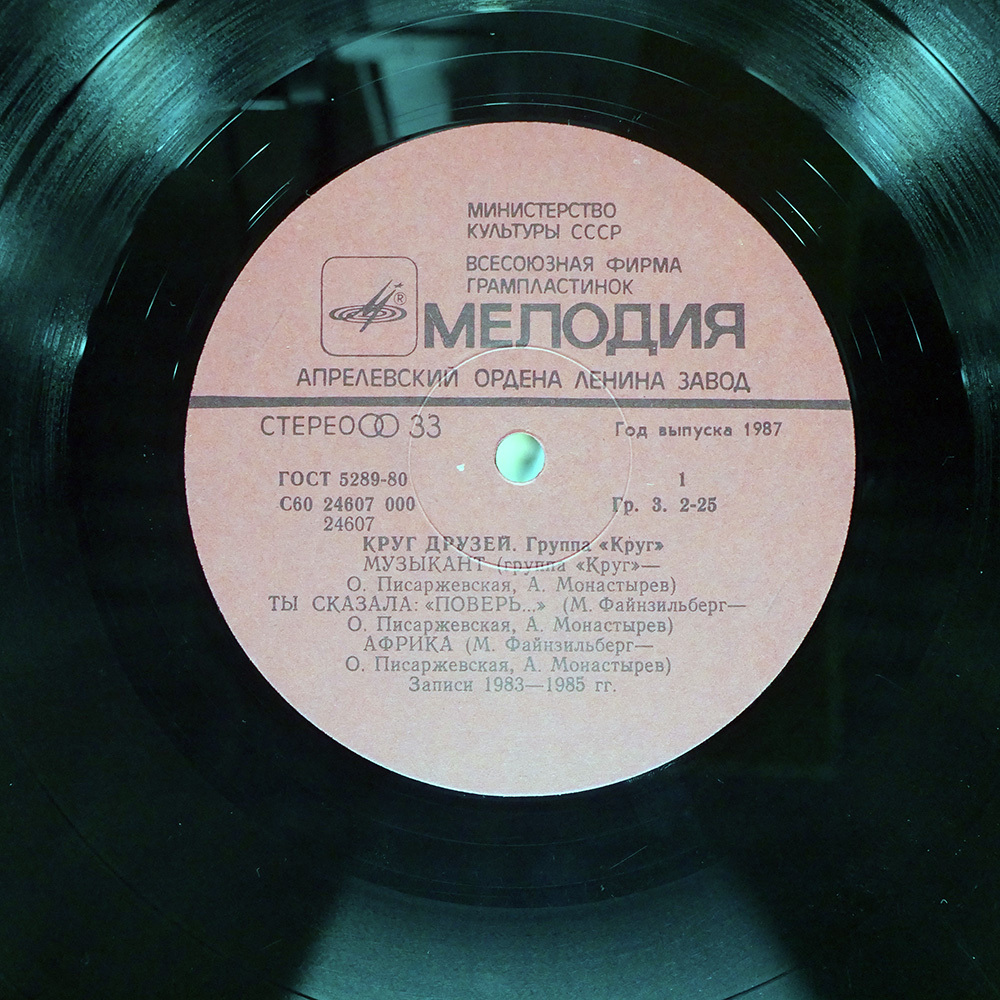 МИНИСТЕРСТВО
КУЛЬТУРЫ СССР
ВСЕСОЮЗНАЯ ФИРМА
ГРАМПЛАСТИНОК
®
МЕЛОДИЯ
АПРЕЛЕВСКИЙ ОРДЕНА ЛЕНИНА ЗАВОД
СТЕРЕО 33
Год выпуска 1987
ГОСТ 5289-80
1
С60 24607 000
Гр. 3. 2-25
24607
КРУГ ДРУЗЕЙ. Группа «Круг»
МУЗЫКАНТ (группа «Круг»—
О. Писаржевская, А. Монастырев)
ТЫ СКАЗАЛА: «ПОВЕРЬ...» (М. Файнзильберг—
О. Писаржевская, А. Монастырев)
АФРИКА (М. Файнзильберг—
О. Писаржевская, А. Монастырев)
Записи 1983—1985 гг.